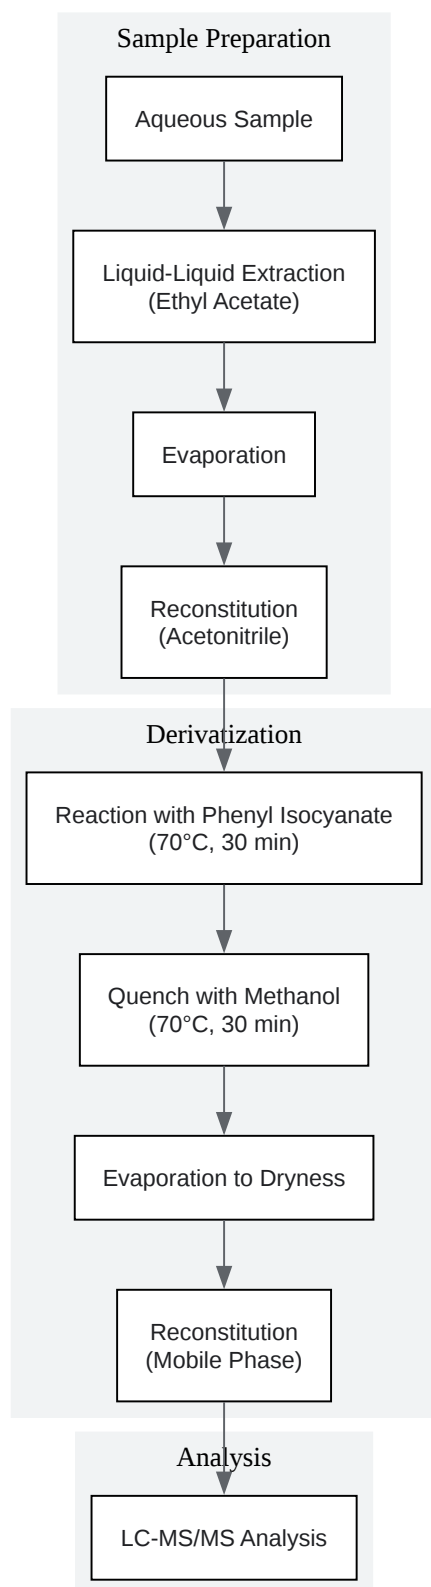 Sample Preparation
Aqueous Sample
Liquid-Liquid Extraction
(Ethyl Acetate)
Evaporation
Reconstitution
(Acetonitrile)
Derivatization
Reaction with Phenyl Isocyanate
(70°C, 30 min)
Quench with Methanol
(70°C, 30 min)
Evaporation to Dryness
Reconstitution
(Mobile Phase)
Analysis
LC-MS/MS Analysis